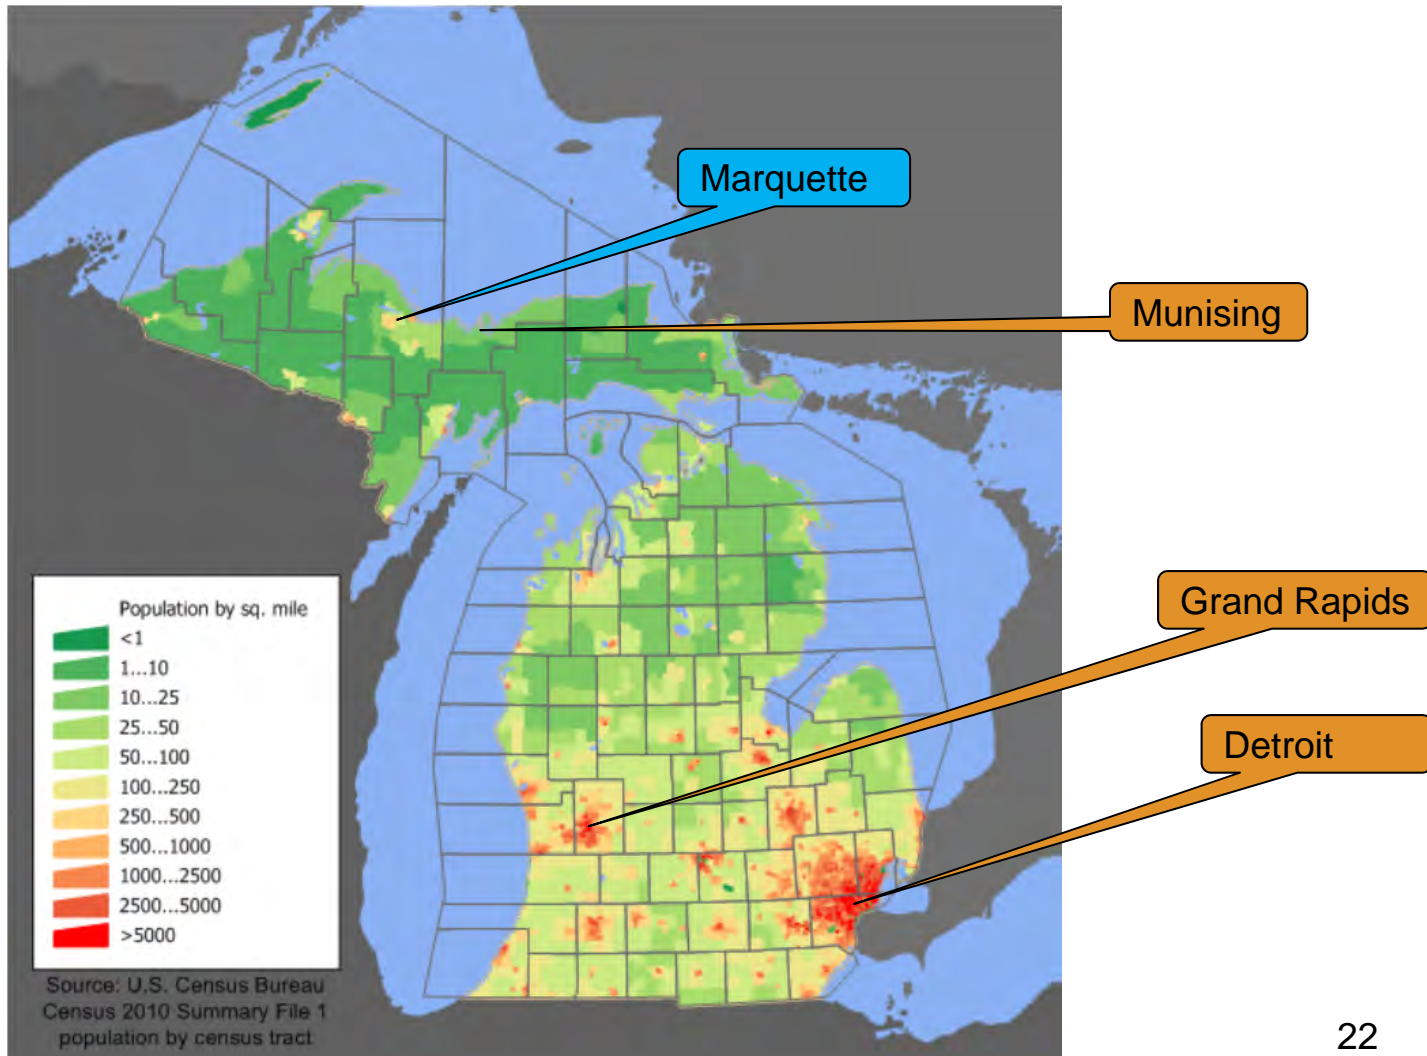 Marquette
Munising
Grand Rapids
Detroit
Population by sq. mile
<1
1...10
10...25
25...50
50...100
100...250
250...500
500...1000
1000...2500
2500...5000
>5000
Source: U.S. Census Bureau
Census 2010 Summary File 1
population by census tract
22